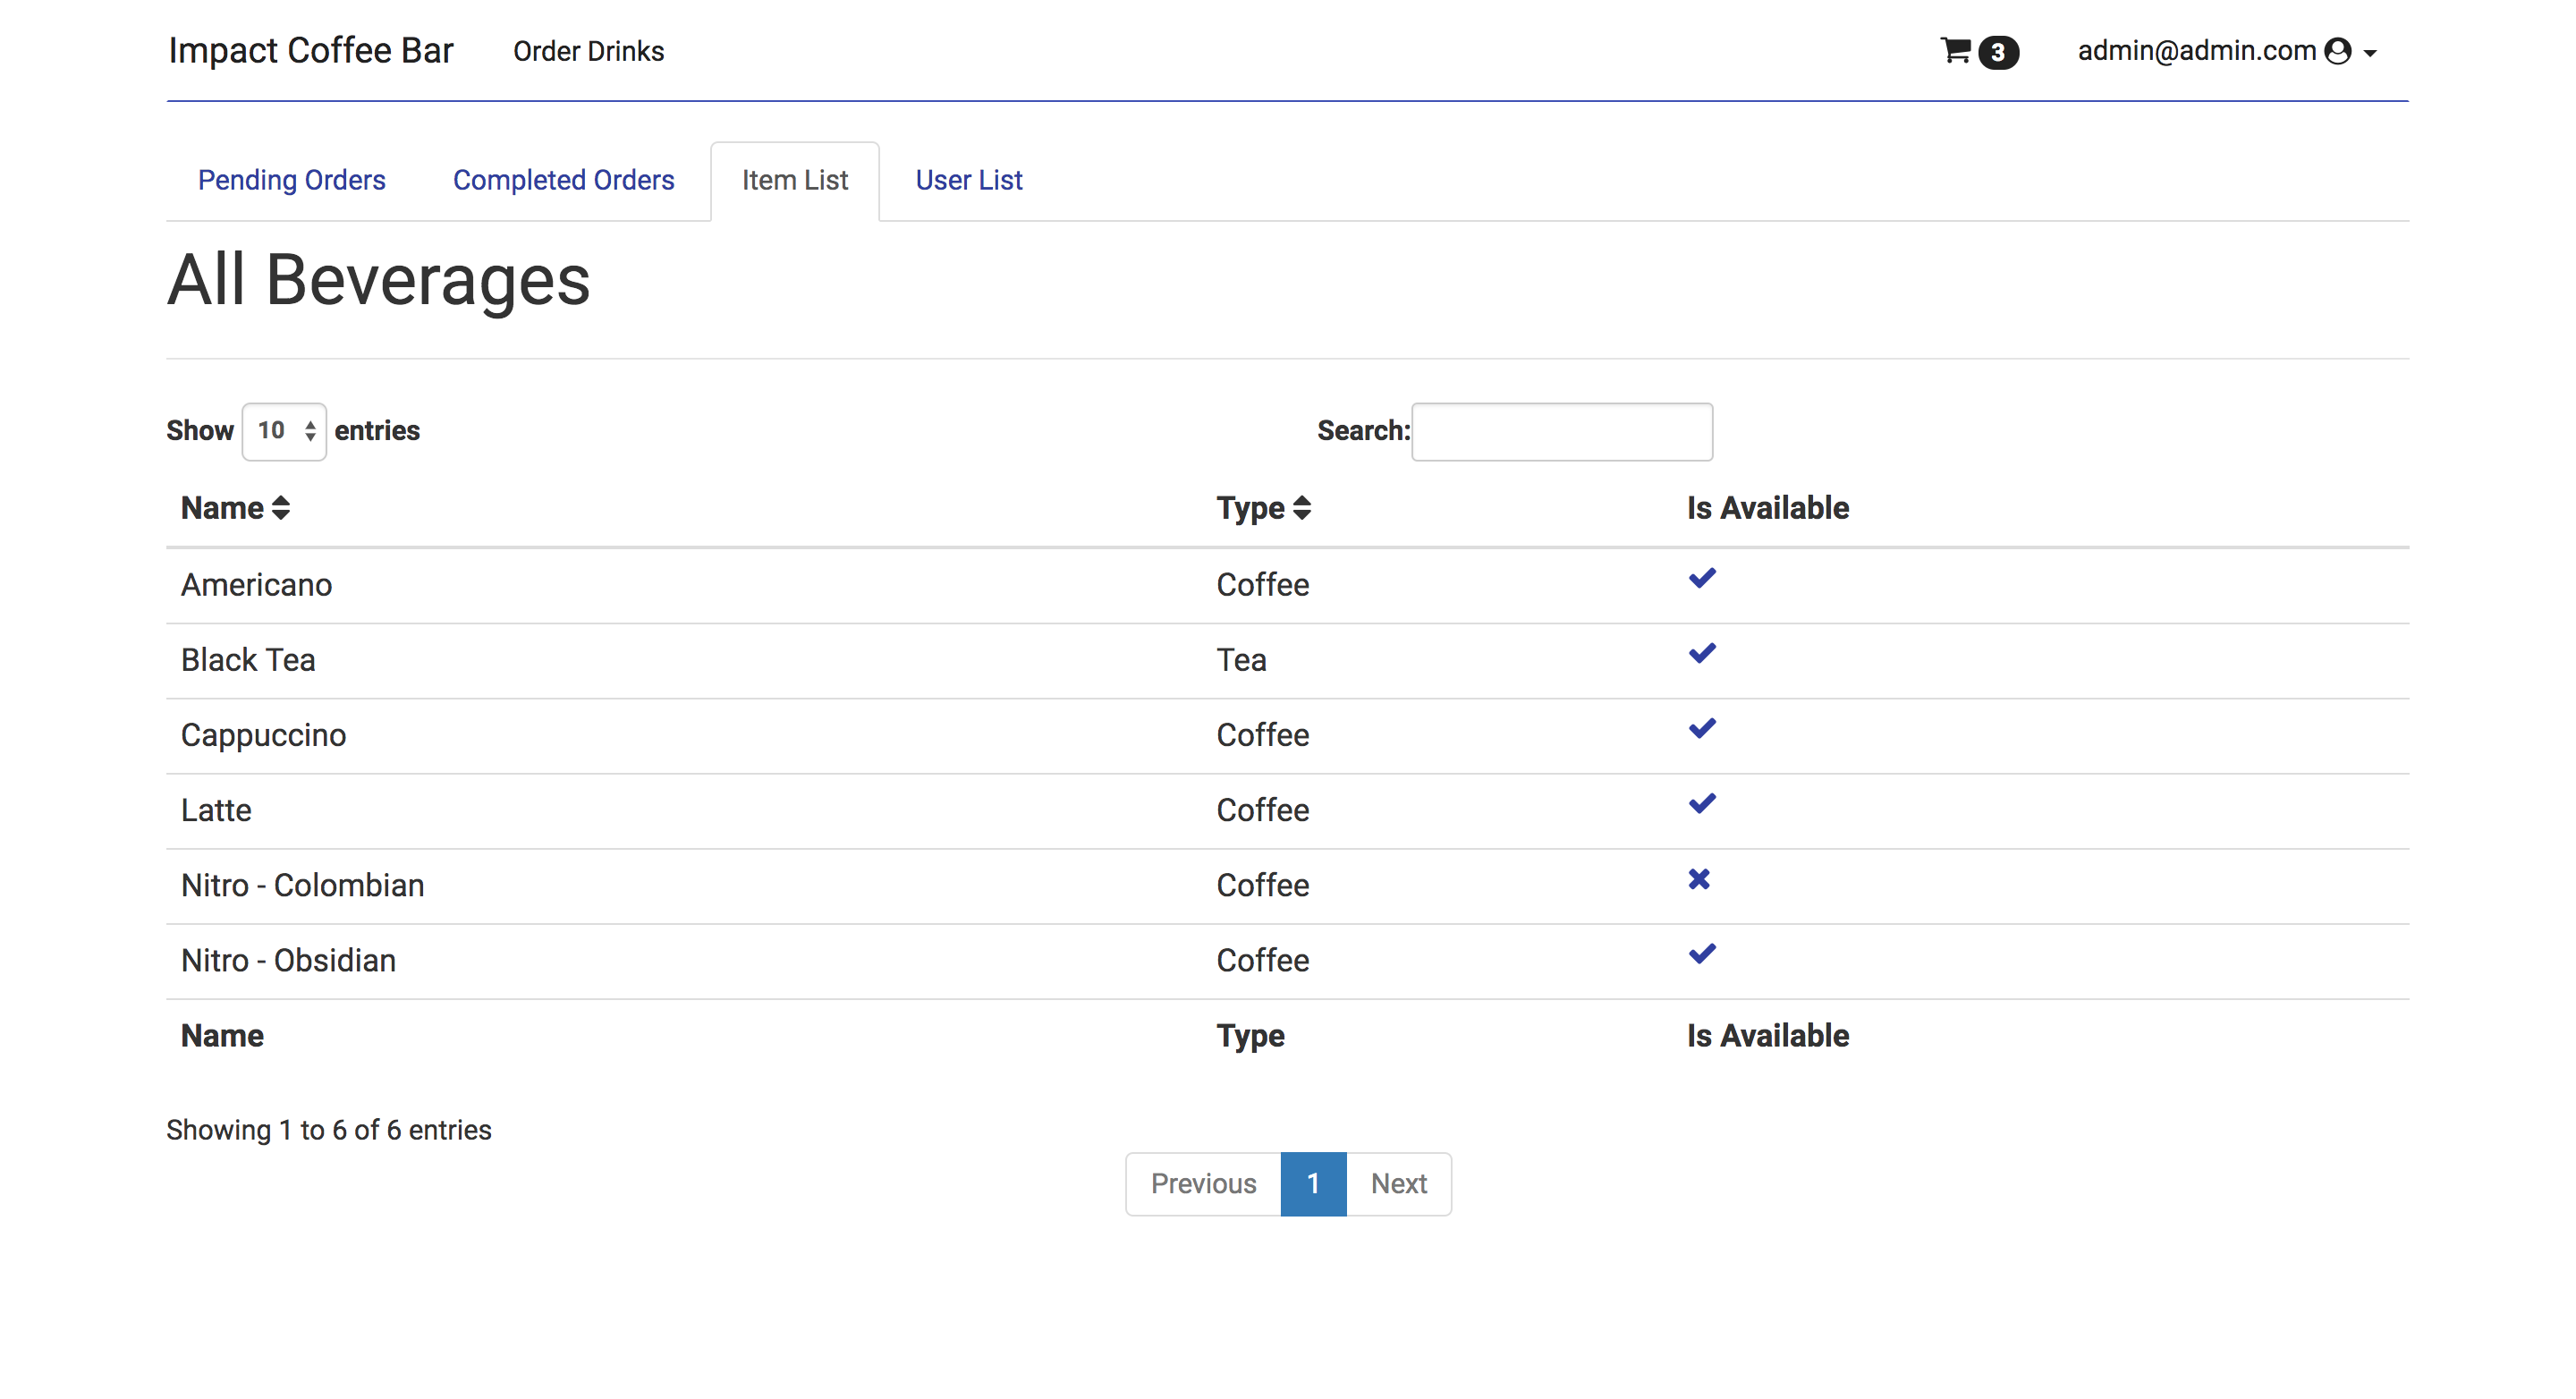 Impact Coffee Bar Order Drinks 3 admin@admin.com
Pending Orders Completed Orders Item List User List
All Beverages
Show 10 entries Search:
Name Type Is Available
Americano Coffee
Black Tea Tea
Cappuccino Coffee
Latte Coffee
Nitro - Colombian Coffee
Nitro - Obsidian Coffee
Name Type Is Available
Showing 1 to 6 of 6 entries
Previous 1 Next